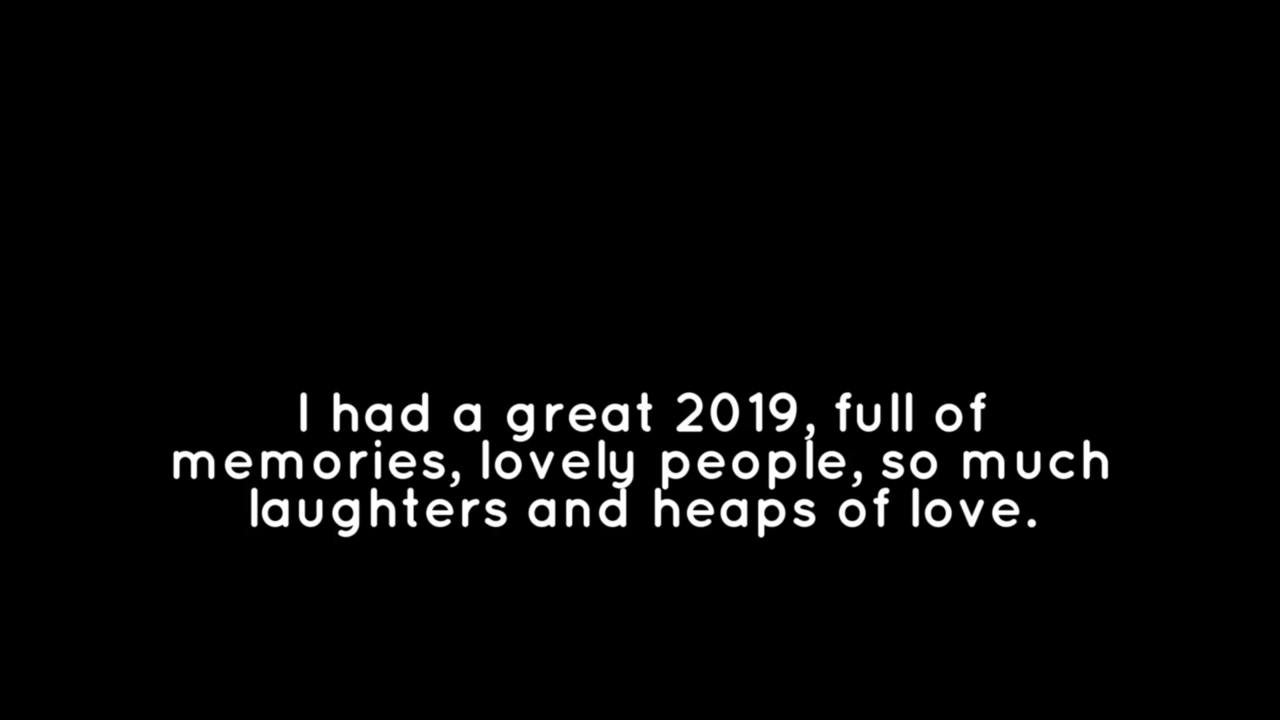 I had a great 2019, full of
memories, lovely people, so much
laughters and heaps of love.